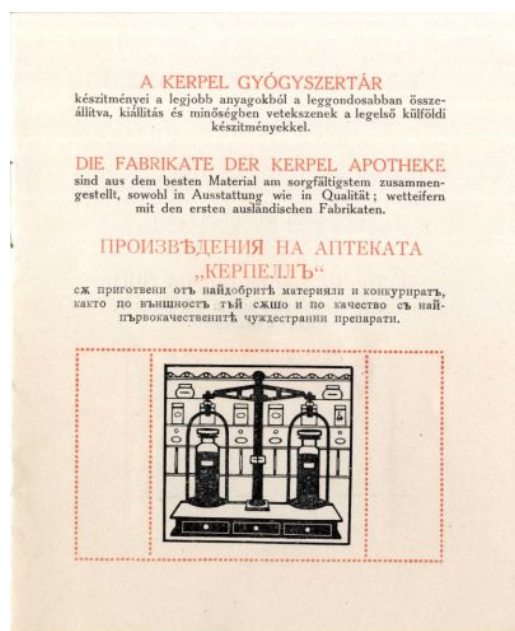 A KERPEL GYÓGYSZERTÁR
készitményei a legjobb anyagokból a leggondosabban össze-
állitva, kiállitás és minőségben vetekszenek a legelső külföldi
készitményekkel.
DIE FABRIKATE DER KERPEL APOTHEKE
sind aus dem besten Material am sorgfältigstem zusammen-
gestellt, sowohl in Ausstattung wie in Qualität; wetteifern
mit den ersten ausländischen Fabrikaten.
ПРОИЗВѢДЕНИЯ НА АПТЕКАТА
„КЕРПЕЛЛЪ“
сѫ приготвени отъ найдобритѣ материяли и конкуриратъ,
както по външность тъй сѫшо и по качество съ най-
първокачественитѣ чуждестранни препарати.